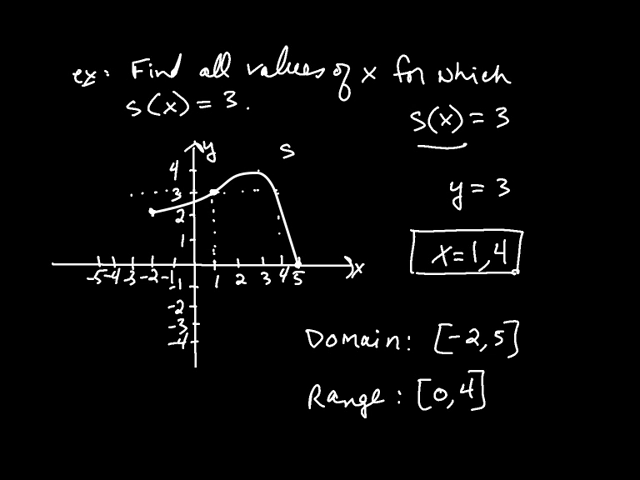 ex: Find all values of x for which
s(x) = 3.
s(x) = 3
y = 3
x = 1, 4
y
s
4
3
2
1
-5 -4 -3 -2 -1 1 2 3 4 5 x
-1
-2
-3
-4
Domain: [-2, 5]
Range: [0, 4]